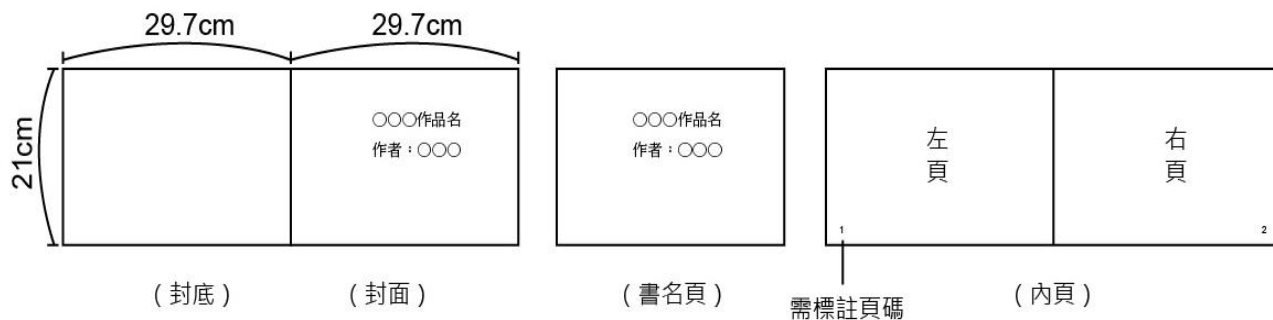 29.7cm
29.7cm
21cm
○○○作品名
作者：○○○
○○○作品名
作者：○○○
左頁
右頁
1
2
(封底)
(封面)
(書名頁)
需標註頁碼
(內頁)